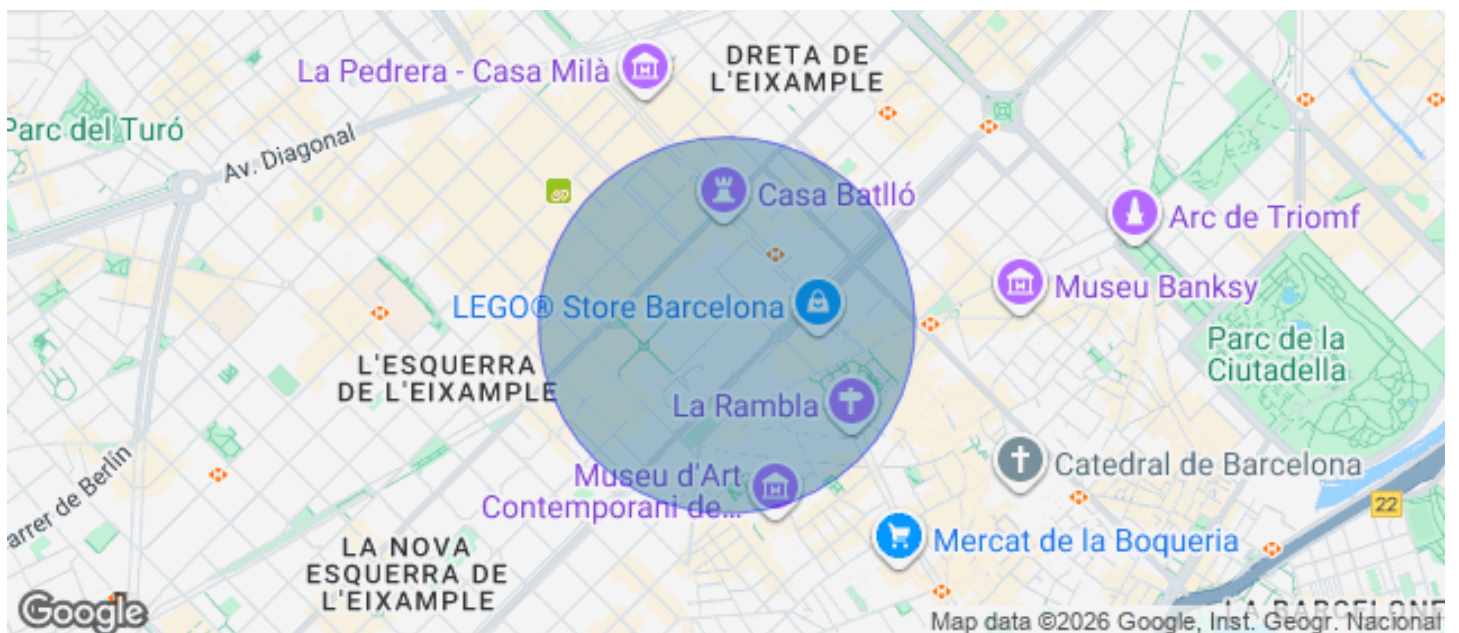 DRETA DE
L'EIXAMPLE
La Pedrera - Casa Milà
Parc del Turó
Av. Diagonal
Casa Batlló
Arc de Triomf
Museu Banksy
LEGO® Store Barcelona
Parc de la
Ciutadella
L'ESQUERRA
DE L'EIXAMPLE
La Rambla
Catedral de Barcelona
Museu d'Art
Contemporani de...
arrer de Berlín
22
Mercat de la Boqueria
LA NOVA
ESQUERRA DE
L'EIXAMPLE
LA BARCELONE
Google
Map data ©2026 Google, Inst. Geogr. Nacional